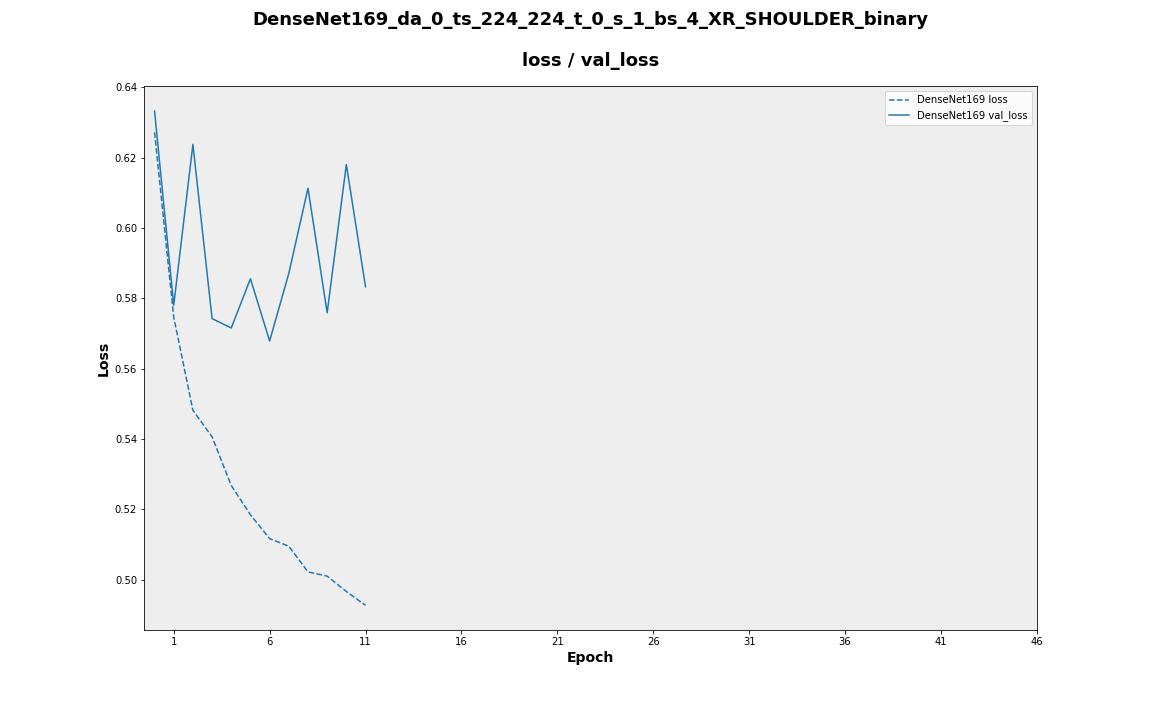 DenseNet169_da_0_ts_224_224_t_0_s_1_bs_4_XR_SHOULDER_binary
loss / val_loss
DenseNet169 loss
DenseNet169 val_loss
0.64
0.62
0.60
0.58
0.56
0.54
0.52
0.50
Loss
1 6 11 16 21 26 31 36 41 46
Epoch